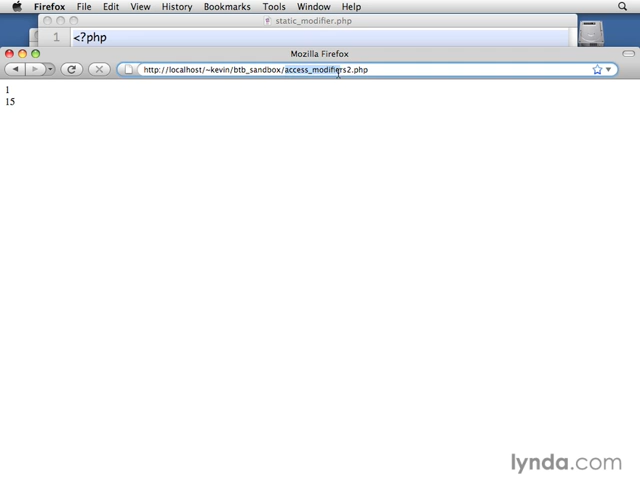 Firefox File Edit View History Bookmarks Tools Window Help
static_modifier.php
1 <?php
Mozilla Firefox
http://localhost/~kevin/btb_sandbox/access_modifiers2.php
1
15
lynda.com